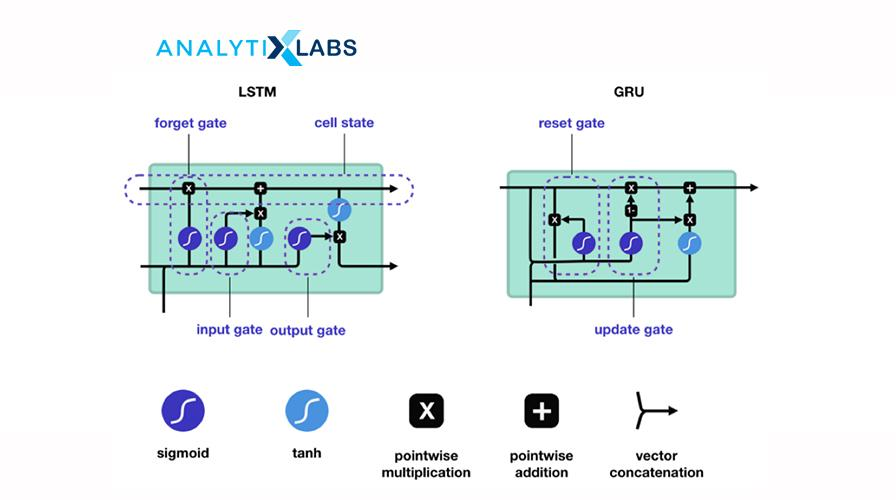 ANALYTIXLABS
LSTM
GRU
forget gate
cell state
reset gate
x
+
x
x
x
1-
+
x
x
input gate
output gate
update gate
X
+
sigmoid
tanh
pointwise
multiplication
pointwise
addition
vector
concatenation